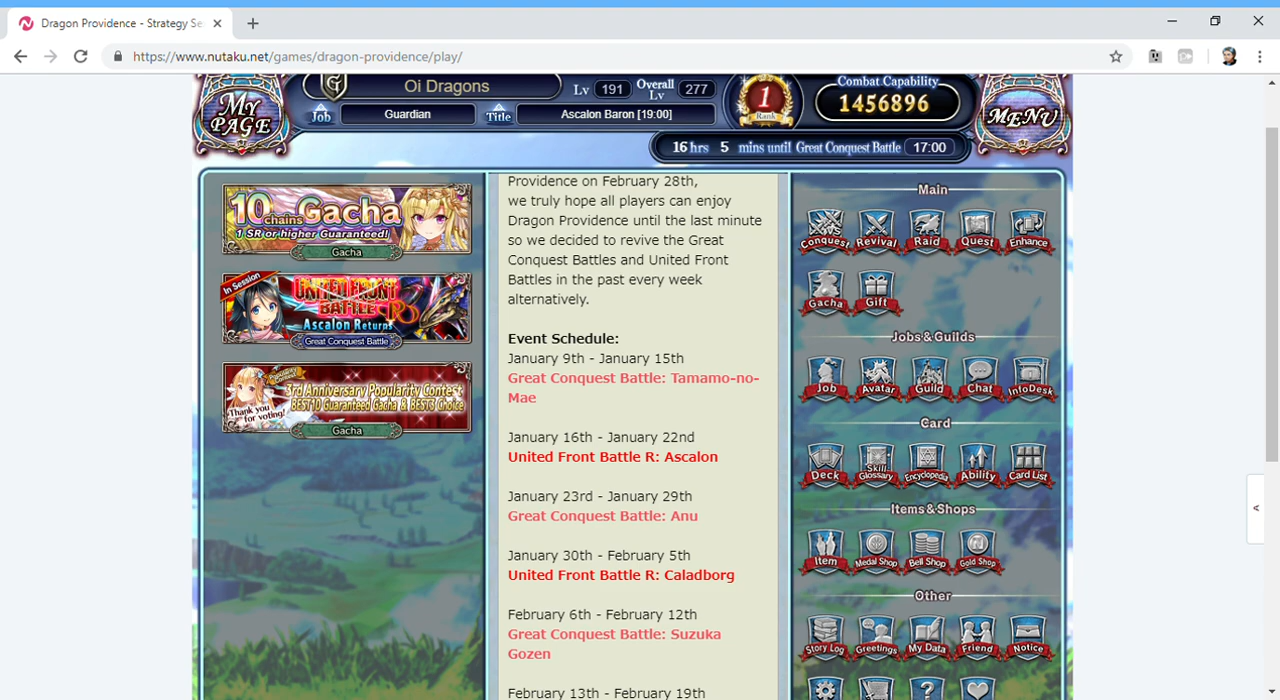 Dragon Providence - Strategy Se
https://www.nutaku.net/games/dragon-providence/play/
MY PAGE
G
Oi Dragons
Lv 191 Overall Lv 277
Job Guardian Title Ascalon Baron [19:00]
1 Rank
Combat Capability
1456896
MENU
16 hrs 5 mins until Great Conquest Battle 17:00
10 chains Gacha
1 SR or higher Guaranteed!
Gacha
In Session
UNITED FRONT BATTLE R
Ascalon Returns
Great Conquest Battle
Popularity Contest
3rd Anniversary Popularity Contest
BEST10 Guaranteed Gacha & BEST3 Choice
Thank you for voting!
Gacha
Providence on February 28th,
we truly hope all players can enjoy
Dragon Providence until the last minute
so we decided to revive the Great
Conquest Battles and United Front
Battles in the past every week
alternatively.
Event Schedule:
January 9th - January 15th
Great Conquest Battle: Tamamo-no-
Mae
January 16th - January 22nd
United Front Battle R: Ascalon
January 23rd - January 29th
Great Conquest Battle: Anu
January 30th - February 5th
United Front Battle R: Caladborg
February 6th - February 12th
Great Conquest Battle: Suzuka
Gozen
February 13th - February 19th
Main
Conquest Revival Raid Quest Enhance
Gacha Gift
Jobs&Guilds
Job Avatar Guild Chat InfoDesk
Card
Deck Skill Glossary Encyclopedia Ability Card List
Items&Shops
Item Medal Shop Bell Shop Gold Shop
Other
Story Log Greetings My Data Friend Notice